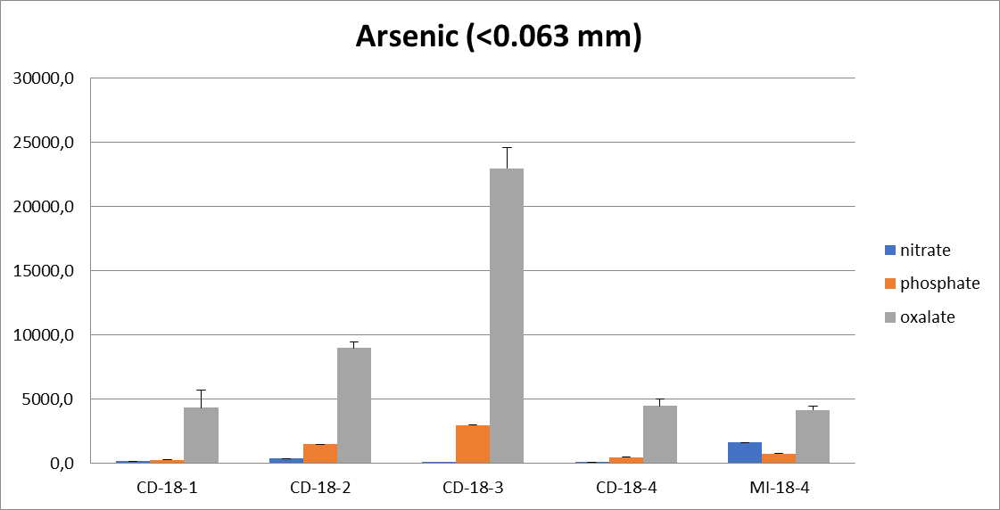 Arsenic (<0.063 mm)
30000,0
25000,0
20000,0
15000,0
10000,0
5000,0
0,0
CD-18-1 CD-18-2 CD-18-3 CD-18-4 MI-18-4
nitrate
phosphate
oxalate